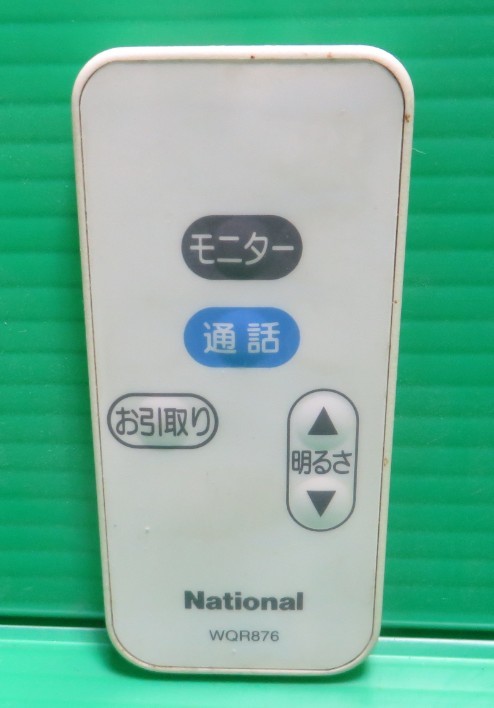 モニター
通話
お引取り
▲
明るさ
▼
National
WQR876